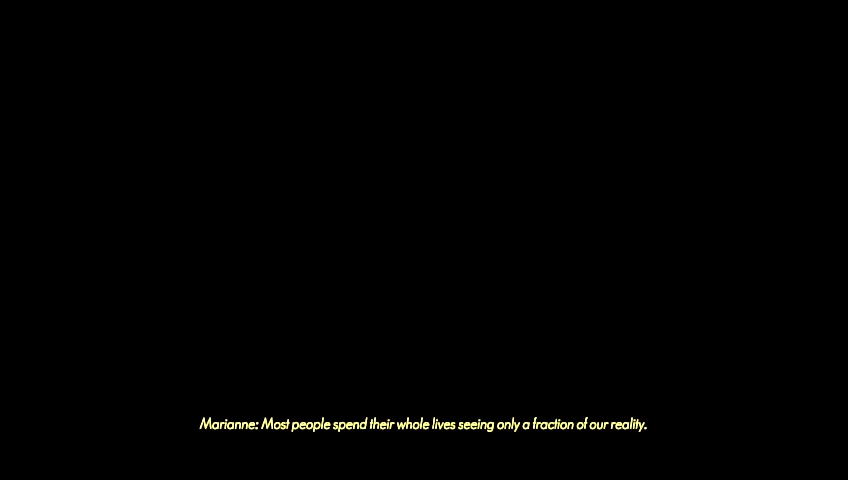 Marianne: Most people spend their whole lives seeing only a fraction of our reality.